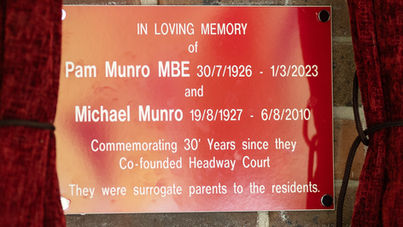 IN LOVING MEMORY
of
Pam Munro MBE 30/7/1926 - 1/3/2023
and
Michael Munro 19/8/1927 - 6/8/2010
Commemorating 30' Years since they
Co-founded Headway Court
They were surrogate parents to the residents.